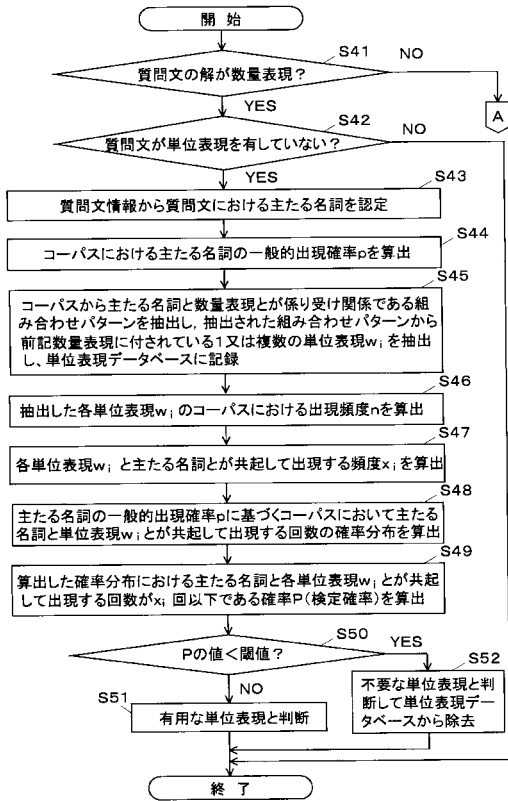 開 始
S41
質問文の解が数量表現？
NO
A
YES
S42
質問文が単位表現を有していない？
NO
YES
S43
質問文情報から質問文における主たる名詞を認定
S44
コーパスにおける主たる名詞の一般的出現確率pを算出
S45
コーパスから主たる名詞と数量表現とが係り受け関係である組
み合わせパターンを抽出し，抽出された組み合わせパターンから
前記数量表現に付されている１又は複数の単位表現wiを抽出
し、単位表現データベースに記録
S46
抽出した各単位表現wiのコーパスにおける出現頻度nを算出
S47
各単位表現wiと主たる名詞とが共起して出現する頻度xiを算出
S48
主たる名詞の一般的出現確率pに基づくコーパスにおいて主たる
名詞と単位表現wiとが共起して出現する回数の確率分布を算出
S49
算出した確率分布における主たる名詞と各単位表現wiとが共起
して出現する回数がxi回以下である確率P（検定確率）を算出
S50
Pの値＜閾値？
YES
NO
S51
有用な単位表現と判断
S52
不要な単位表現と判
断して単位表現デー
タベースから除去
終 了